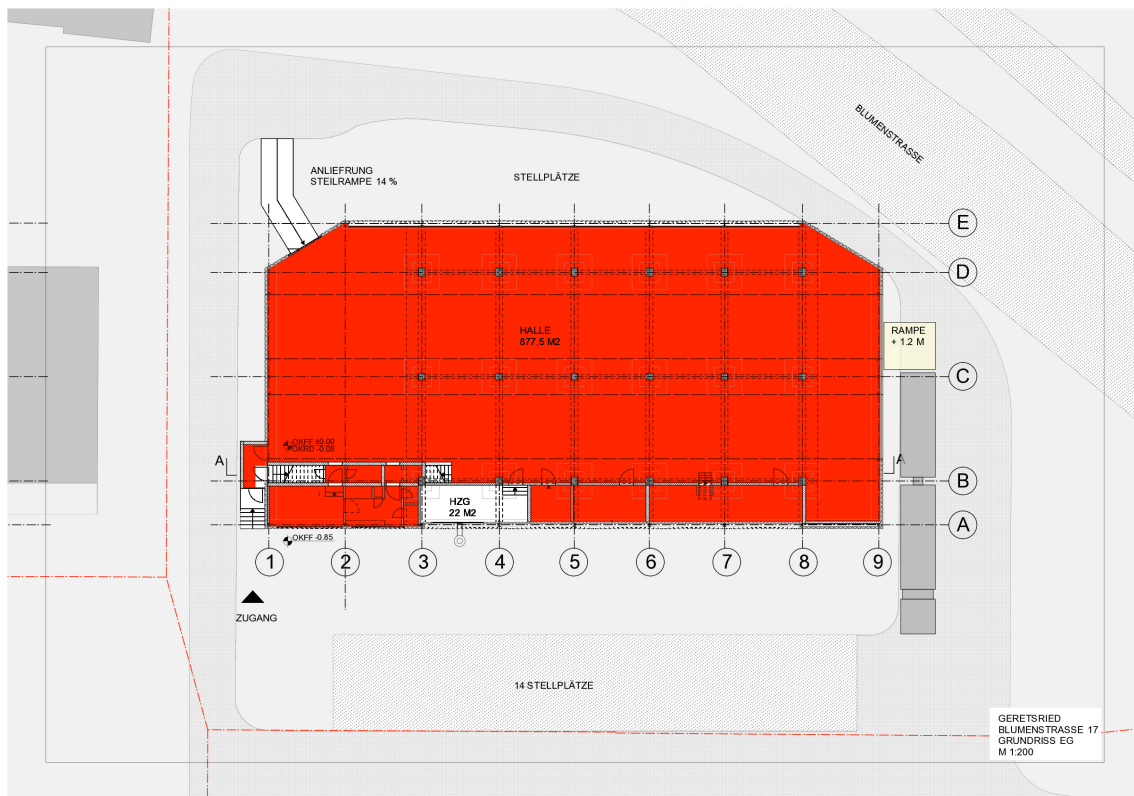 BLUMENSTRASSE
ANLIEFRUNG
STEILRAMPE 14 %
STELLPLÄTZE
E
D
HALLE
877,5 M2
RAMPE
+ 1.2 M
C
OKFF ±0.00
OKRD -0.08
A
A
B
HZG
22 M2
A
OKFF -0.85
1
2
3
4
5
6
7
8
9
ZUGANG
14 STELLPLÄTZE
GERETSRIED
BLUMENSTRASSE 17
GRUNDRISS EG
M 1:200